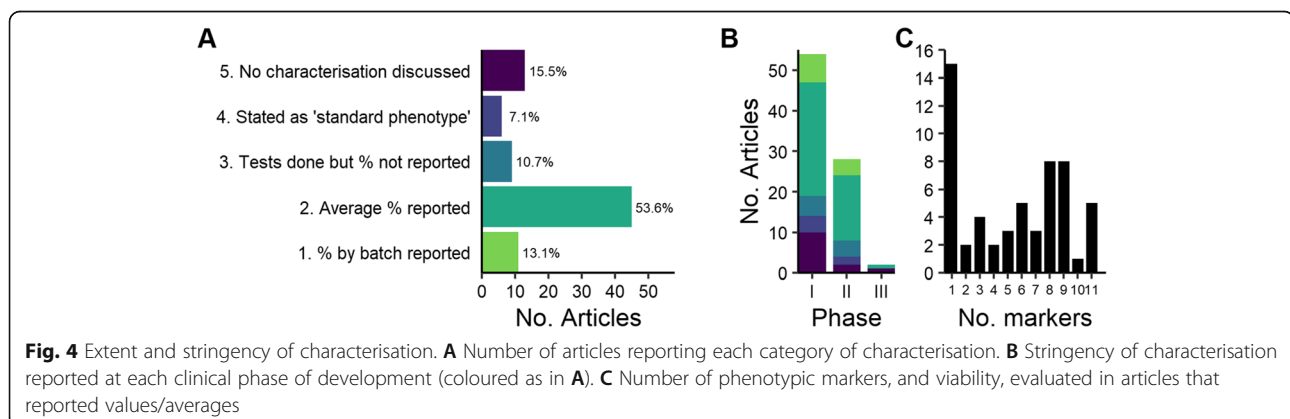 A
5. No characterisation discussed
15.5%
4. Stated as 'standard phenotype'
7.1%
3. Tests done but % not reported
10.7%
2. Average % reported
53.6%
1. % by batch reported
13.1%
0 10 20 30 40 50
No. Articles
B
No. Articles
50
40
30
20
10
0
I II III
Phase
C
16
14
12
10
8
6
4
2
0
1 2 3 4 5 6 7 8 9 10 11
No. markers
Fig. 4 Extent and stringency of characterisation. A Number of articles reporting each category of characterisation. B Stringency of characterisation
reported at each clinical phase of development (coloured as in A). C Number of phenotypic markers, and viability, evaluated in articles that
reported values/averages